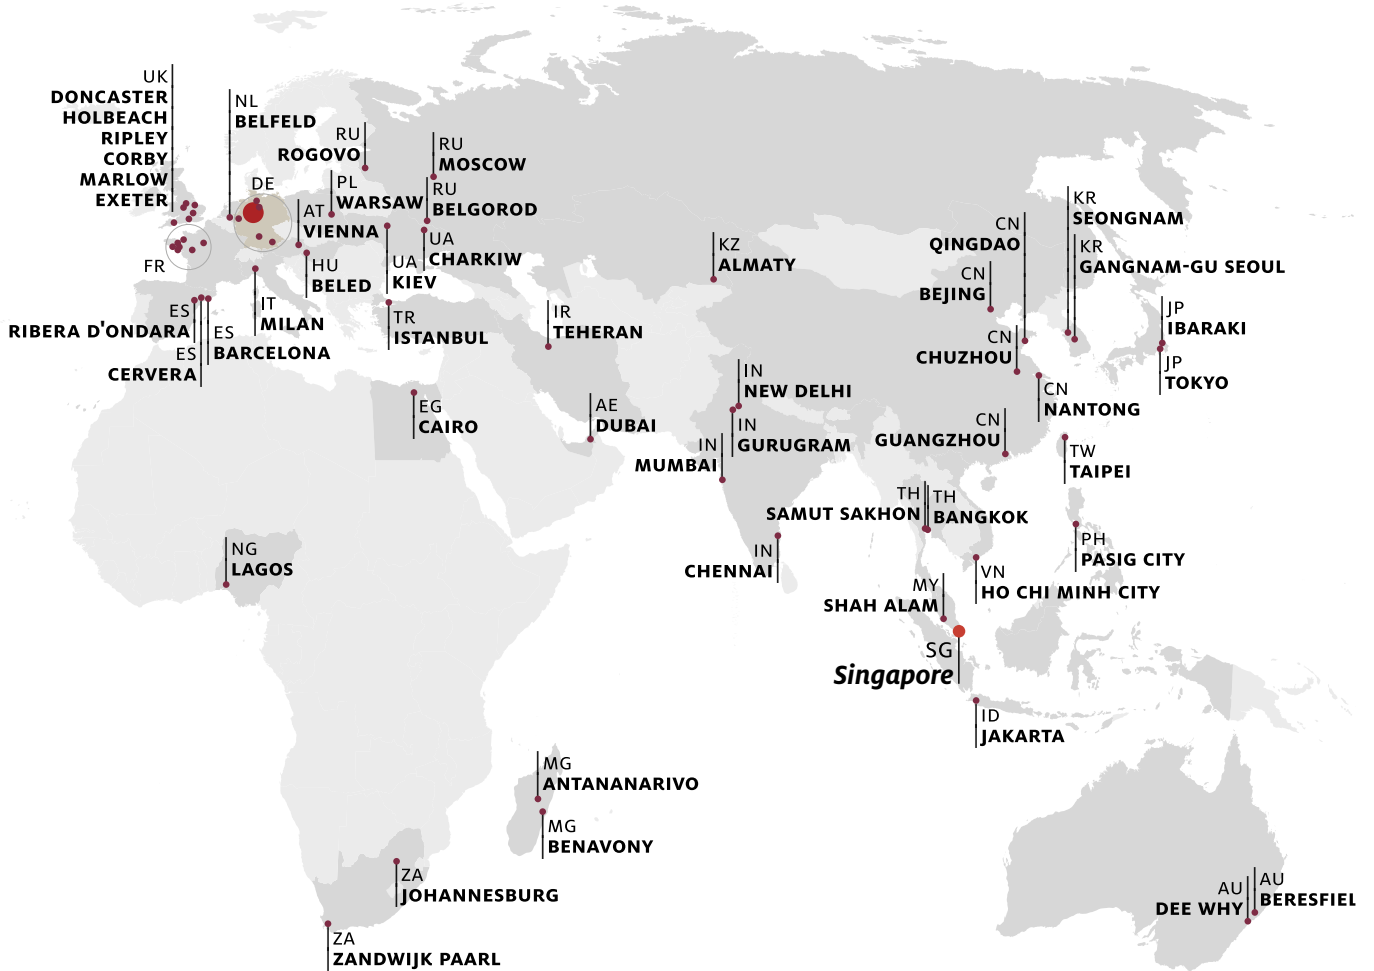 UK
DONCASTER
HOLBEACH
RIPLEY
CORBY
MARLOW
EXETER
NL
BELFELD
DE
FR
RU
ROGOVO
RU
MOSCOW
PL
WARSAW
RU
BELGOROD
AT
VIENNA
UA
CHARKIW
HU
BELED
UA
KIEV
IT
MILAN
TR
ISTANBUL
ES
RIBERA D'ONDARA
ES
BARCELONA
ES
CERVERA
KZ
ALMATY
IR
TEHERAN
EG
CAIRO
AE
DUBAI
IN
NEW DELHI
IN
GURUGRAM
IN
MUMBAI
IN
CHENNAI
CN
QINGDAO
CN
BEJING
KR
SEONGNAM
KR
GANGNAM-GU SEOUL
JP
IBARAKI
JP
TOKYO
CN
CHUZHOU
CN
NANTONG
CN
GUANGZHOU
TW
TAIPEI
TH
SAMUT SAKHON
TH
BANGKOK
PH
PASIG CITY
VN
HO CHI MINH CITY
MY
SHAH ALAM
SG
Singapore
ID
JAKARTA
NG
LAGOS
MG
ANTANANARIVO
MG
BENAVONY
ZA
JOHANNESBURG
ZA
ZANDWIJK PAARL
AU
DEE WHY
AU
BERESFIEL